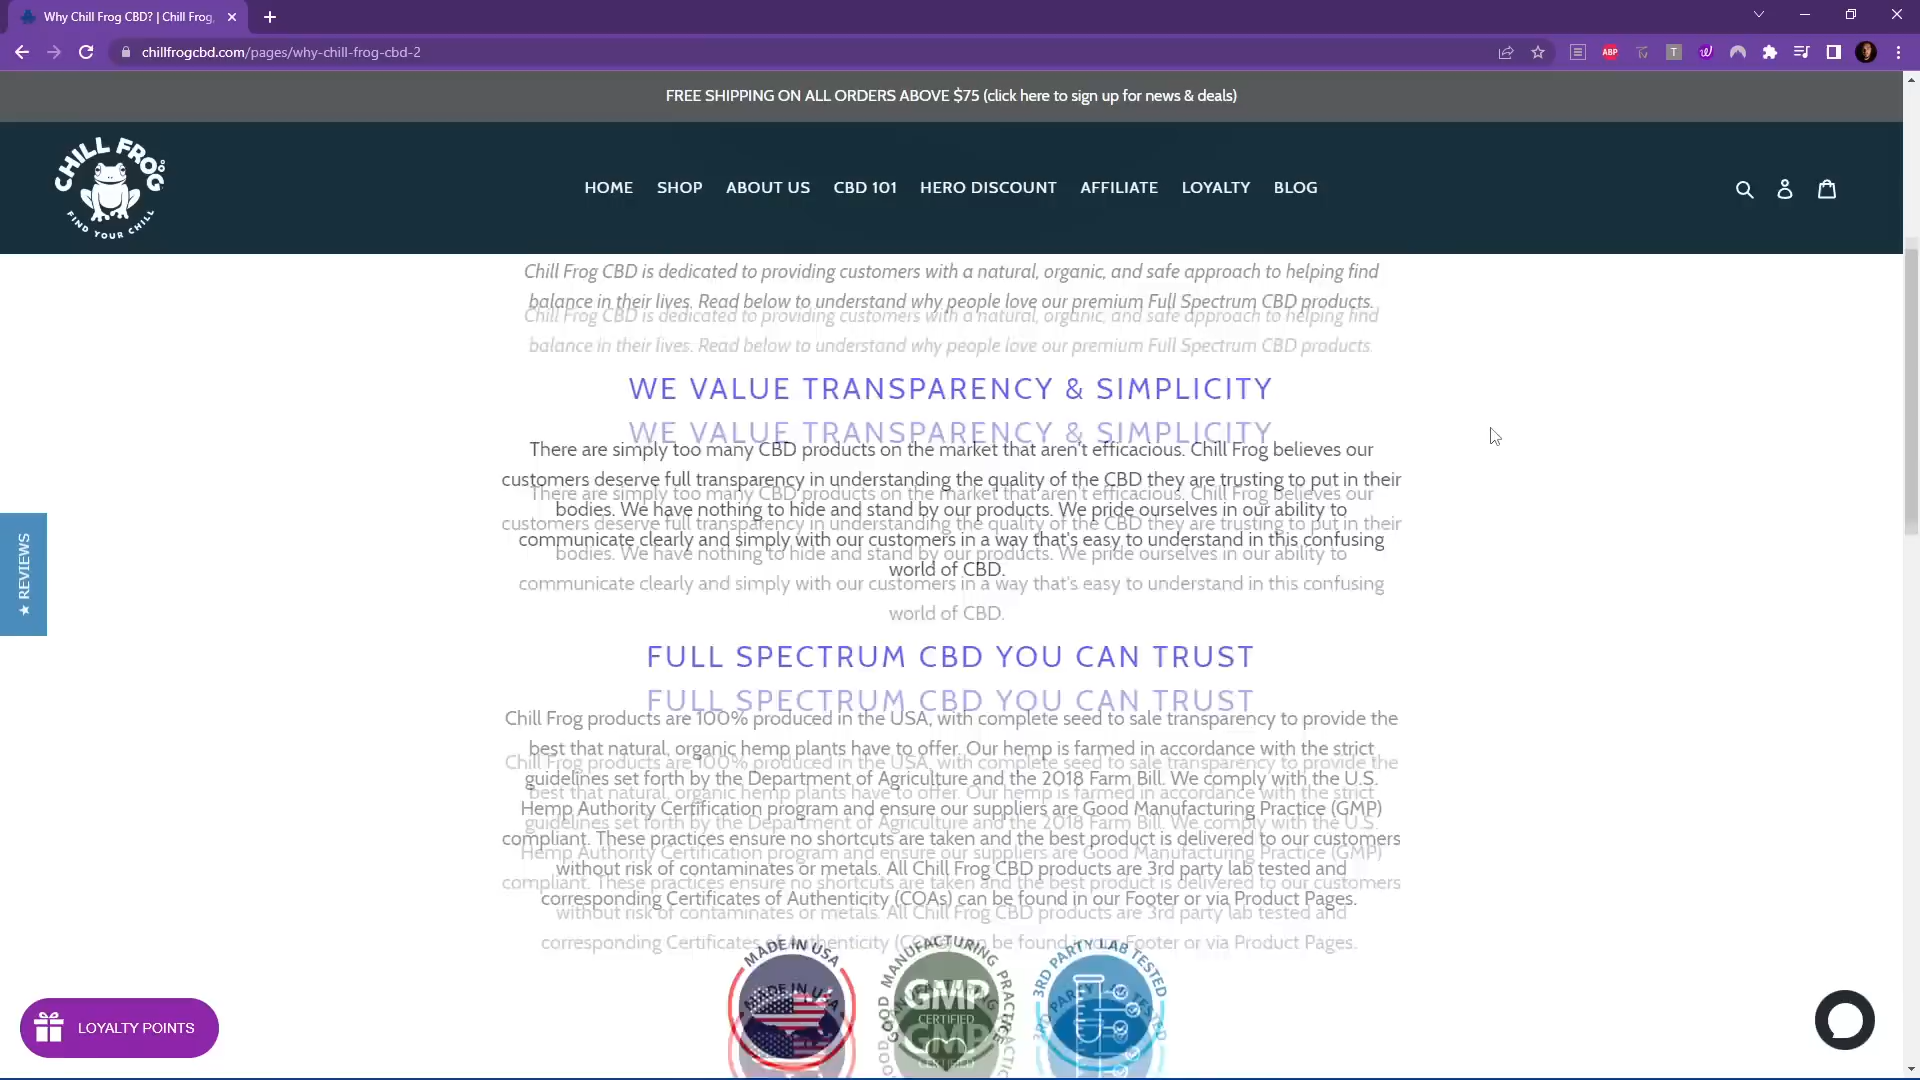 Why Chill Frog CBD? | Chill Frog
chillfrogcbd.com/pages/why-chill-frog-cbd-2
ABP
T
FREE SHIPPING ON ALL ORDERS ABOVE $75 (click here to sign up for news & deals)
CHILL FROG
FIND YOUR CHILL
HOME SHOP ABOUT US CBD 101 HERO DISCOUNT AFFILIATE LOYALTY BLOG
Chill Frog CBD is dedicated to providing customers with a natural, organic, and safe approach to helping find
balance in their lives. Read below to understand why people love our premium Full Spectrum CBD products.
WE VALUE TRANSPARENCY & SIMPLICITY
There are simply too many CBD products on the market that aren't efficacious. Chill Frog believes our
customers deserve full transparency in understanding the quality of the CBD they are trusting to put in their
bodies. We have nothing to hide and stand by our products. We pride ourselves in our ability to
communicate clearly and simply with our customers in a way that's easy to understand in this confusing
world of CBD.
FULL SPECTRUM CBD YOU CAN TRUST
Chill Frog products are 100% produced in the USA, with complete seed to sale transparency to provide the
best that natural, organic hemp plants have to offer. Our hemp is farmed in accordance with the strict
guidelines set forth by the Department of Agriculture and the 2018 Farm Bill. We comply with the U.S.
Hemp Authority Certification program and ensure our suppliers are Good Manufacturing Practice (GMP)
compliant. These practices ensure no shortcuts are taken and the best product is delivered to our customers
without risk of contaminates or metals. All Chill Frog CBD products are 3rd party lab tested and
corresponding Certificates of Authenticity (COAs) can be found in our Footer or via Product Pages.
MADE IN USA
GOOD MANUFACTURING PRACTICE
GMP
CERTIFIED
3RD PARTY LAB TESTED
★ REVIEWS
LOYALTY POINTS